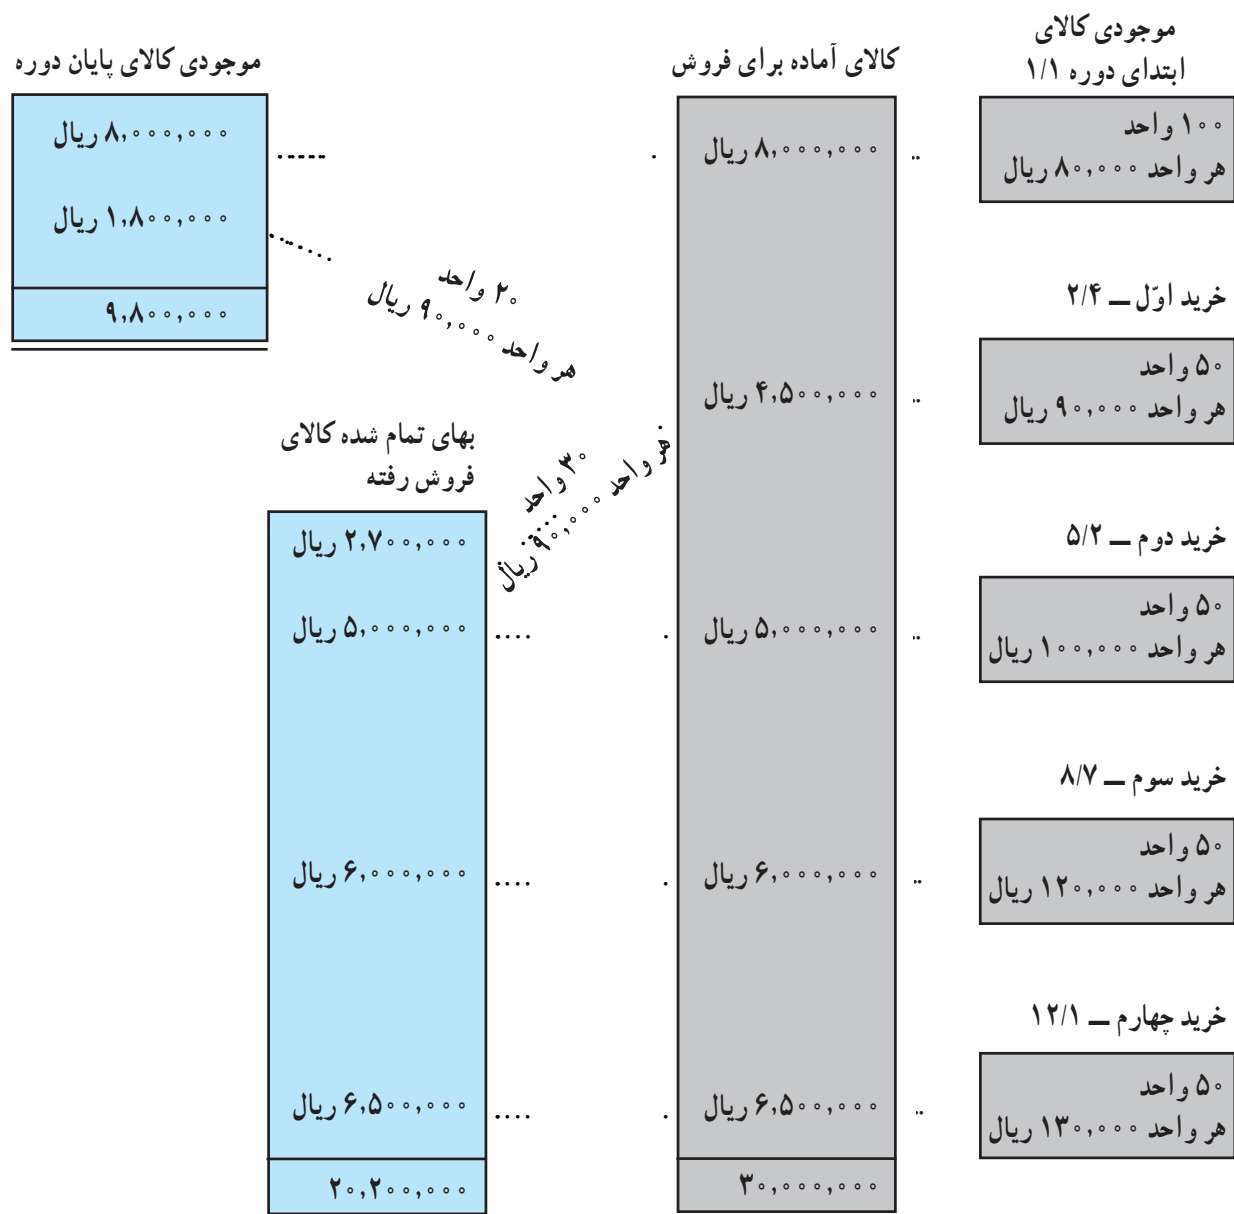 موجودی کالای
ابتدای دوره ۱/۱
۱۰۰ واحد
هر واحد ۸۰,۰۰۰ ریال
خرید اوّل ــ ۲/۴
۵۰ واحد
هر واحد ۹۰,۰۰۰ ریال
خرید دوم ــ ۵/۲
۵۰ واحد
هر واحد ۱۰۰,۰۰۰ ریال
خرید سوم ــ ۸/۷
۵۰ واحد
هر واحد ۱۲۰,۰۰۰ ریال
خرید چهارم ــ ۱۲/۱
۵۰ واحد
هر واحد ۱۳۰,۰۰۰ ریال
کالای آماده برای فروش
۸,۰۰۰,۰۰۰ ریال
۴,۵۰۰,۰۰۰ ریال
۵,۰۰۰,۰۰۰ ریال
۶,۰۰۰,۰۰۰ ریال
۶,۵۰۰,۰۰۰ ریال
۳۰,۰۰۰,۰۰۰
۲۰ واحد
هر واحد ۹۰,۰۰۰ ریال
۳۰ واحد
هر واحد ۹۰,۰۰۰ ریال
موجودی کالای پایان دوره
۸,۰۰۰,۰۰۰ ریال
۱,۸۰۰,۰۰۰ ریال
۹,۸۰۰,۰۰۰
بهای تمام شده کالای
فروش رفته
۲,۷۰۰,۰۰۰ ریال
۵,۰۰۰,۰۰۰ ریال
۶,۰۰۰,۰۰۰ ریال
۶,۵۰۰,۰۰۰ ریال
۲۰,۲۰۰,۰۰۰